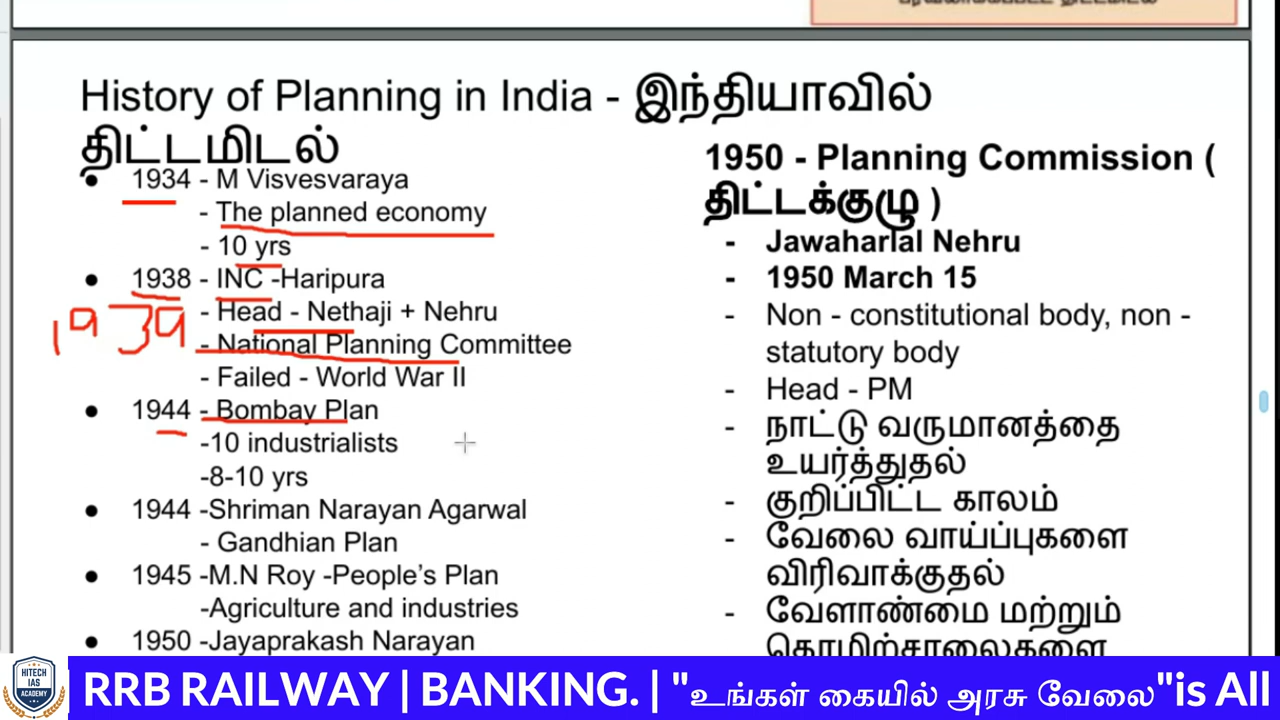 History of Planning in India - இந்தியாவில்
திட்டமிடல்
● 1934 - M Visvesvaraya
- The planned economy
- 10 yrs
● 1938 - INC -Haripura
- Head - Nethaji + Nehru
1939
- National Planning Committee
- Failed - World War II
● 1944 - Bombay Plan
-10 industrialists
-8-10 yrs
● 1944 -Shriman Narayan Agarwal
- Gandhian Plan
● 1945 -M.N Roy -People's Plan
-Agriculture and industries
● 1950 -Jayaprakash Narayan
1950 - Planning Commission (
திட்டக்குழு )
- Jawaharlal Nehru
- 1950 March 15
- Non - constitutional body, non -
statutory body
- Head - PM
- நாட்டு வருமானத்தை
உயர்த்துதல்
- குறிப்பிட்ட காலம்
- வேலை வாய்ப்புகளை
விரிவாக்குதல்
- வேளாண்மை மற்றும்
தொழிற்சாலைகளை
HITECH
IAS
ACADEMY
RRB RAILWAY | BANKING. | "உங்கள் கையில் அரசு வேலை"is All